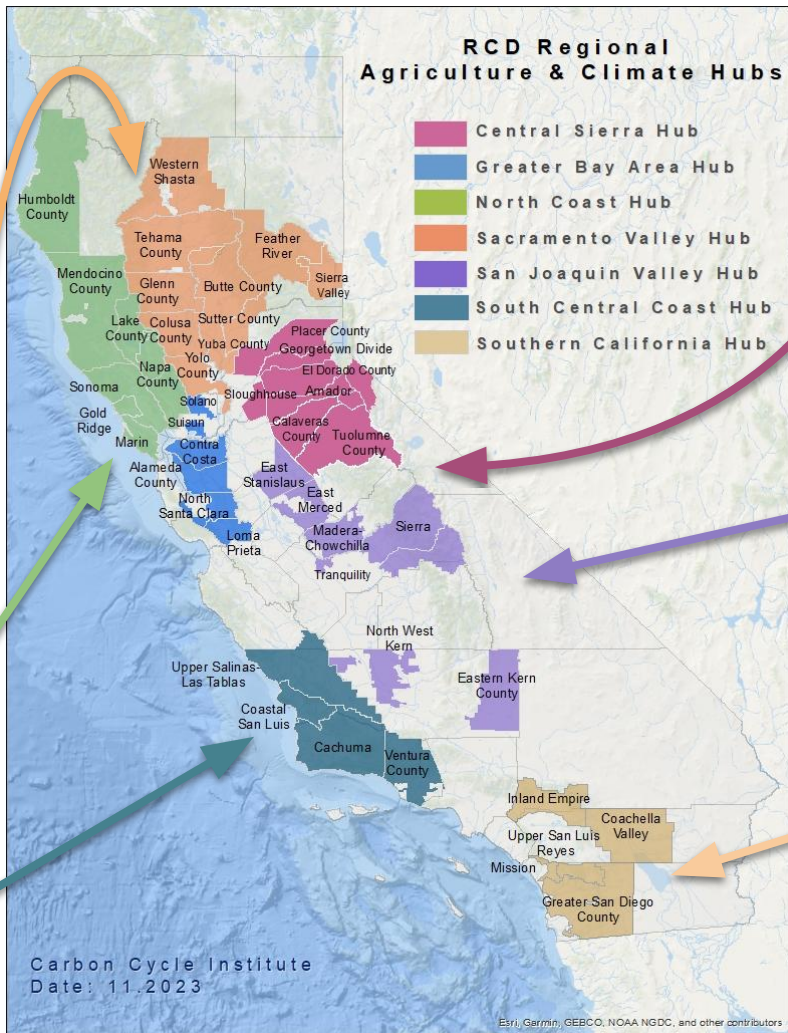 RCD Regional
Agriculture & Climate Hubs
Central Sierra Hub
Greater Bay Area Hub
North Coast Hub
Sacramento Valley Hub
San Joaquin Valley Hub
South Central Coast Hub
Southern California Hub
Western
Shasta
Humboldt
County
Tehama
County
Feather
River
Mendocino
County
Glenn
County
Butte County
Sierra
Valley
Lake
County
Colusa
County
Sutter County
Yuba County
Placer County
Georgetown Divide
Napa
County
Yolo
County
El Dorado County
Sonoma
Solano
Sloughhouse
Amador
Gold
Ridge
Suisun
Calaveras
County
Marin
Contra
Costa
Tuolumne
County
Alameda
County
East
Stanislaus
North
Santa Clara
East
Merced
Loma
Prieta
Madera-
Chowchilla
Sierra
Tranquility
North West
Kern
Upper Salinas-
Las Tablas
Eastern Kern
County
Coastal
San Luis
Cachuma
Ventura
County
Inland Empire
Coachella
Valley
Upper San Luis
Reyes
Mission
Greater San Diego
County
Carbon Cycle Institute
Date: 11.2023
Esri, Garmin, GEBCO, NOAA NGDC, and other contributors